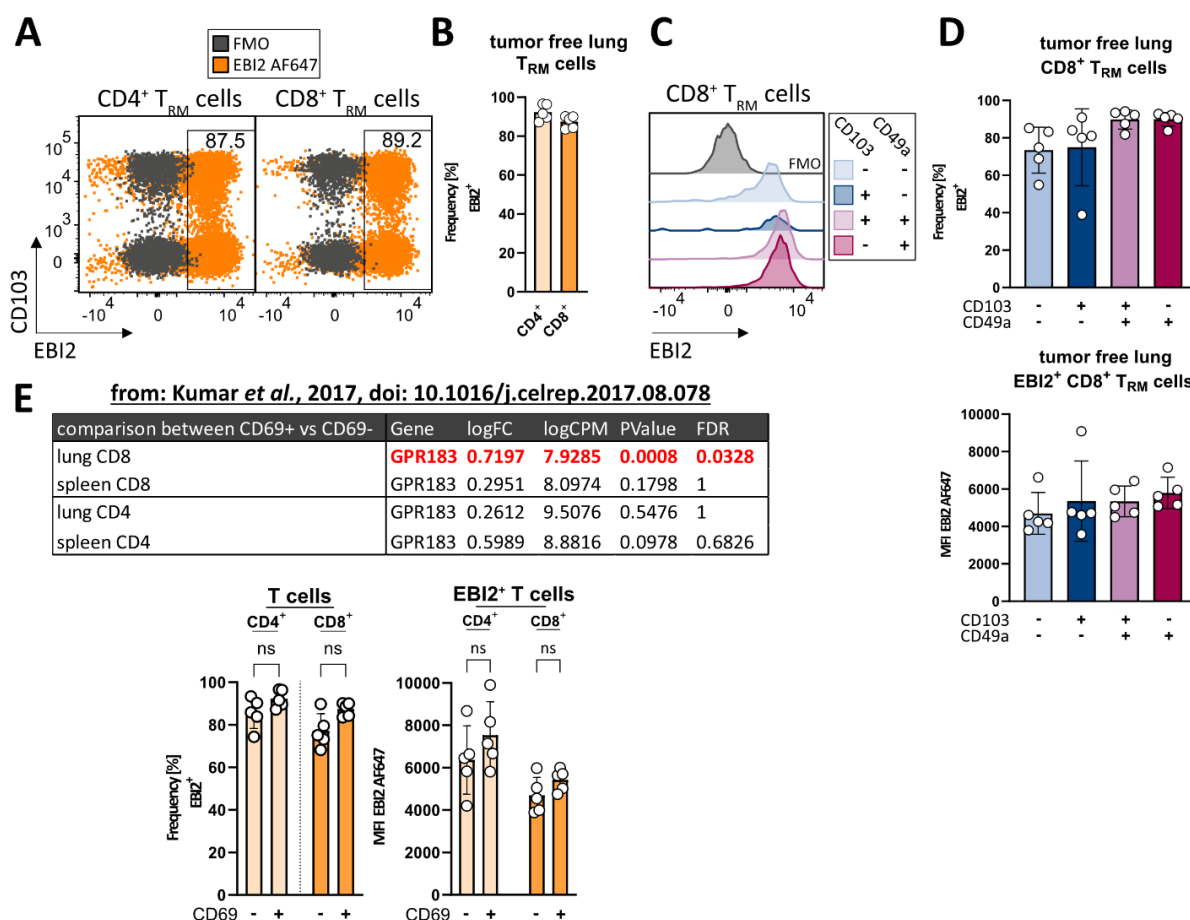 A
FMO
EBI2 AF647
CD4+ TRM cells
CD8+ TRM cells
87.5
89.2
10^5
10^4
10^3
0
CD103
-10^4 0 10^4
-10^4 0 10^4
EBI2
B
tumor free lung
TRM cells
Frequency [%]
EBI2+
100
80
60
40
20
0
CD4+
CD8+
C
CD8+ TRM cells
FMO
CD103 CD49a
- -
+ -
+ +
- +
-10^4 0 10^4
EBI2
D
tumor free lung
CD8+ TRM cells
Frequency [%]
EBI2+
100
80
60
40
20
0
CD103 - + + -
CD49a - - + +
tumor free lung
EBI2+ CD8+ TRM cells
MFI EBI2 AF647
10000
8000
6000
4000
2000
0
CD103 - + + -
CD49a - - + +
E
from: Kumar et al., 2017, doi: 10.1016/j.celrep.2017.08.078
comparison between CD69+ vs CD69- Gene logFC logCPM PValue FDR
lung CD8 GPR183 0.7197 7.9285 0.0008 0.0328
spleen CD8 GPR183 0.2951 8.0974 0.1798 1
lung CD4 GPR183 0.2612 9.5076 0.5476 1
spleen CD4 GPR183 0.5989 8.8816 0.0978 0.6826
T cells
CD4+ CD8+
ns ns
Frequency [%]
EBI2+
100
80
60
40
20
0
CD69 - + - +
EBI2+ T cells
CD4+ CD8+
ns ns
MFI EBI2 AF647
10000
8000
6000
4000
2000
0
CD69 - + - +